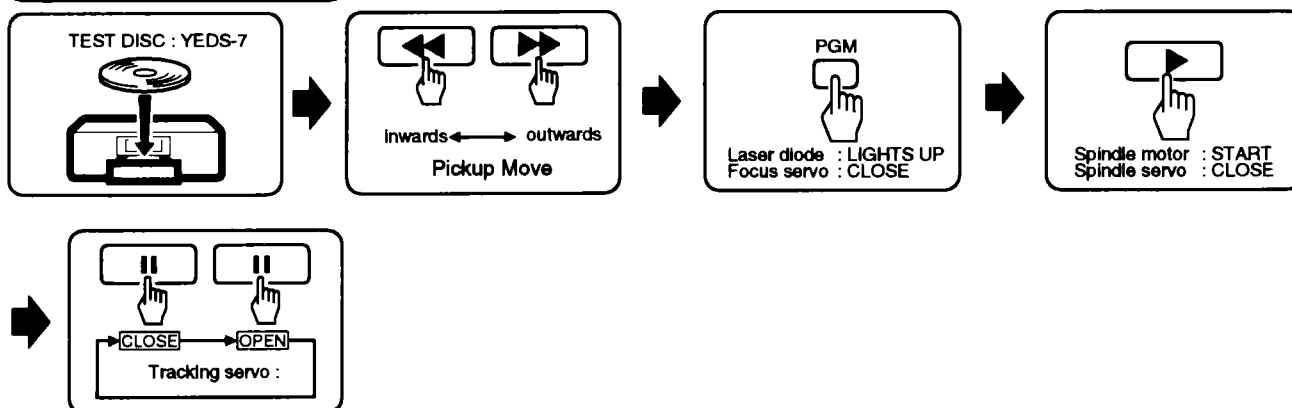 TEST DISC : YEDS-7
inwards outwards
Pickup Move
PGM
Laser diode : LIGHTS UP
Focus servo : CLOSE
Spindle motor : START
Spindle servo : CLOSE
CLOSE OPEN
Tracking servo :